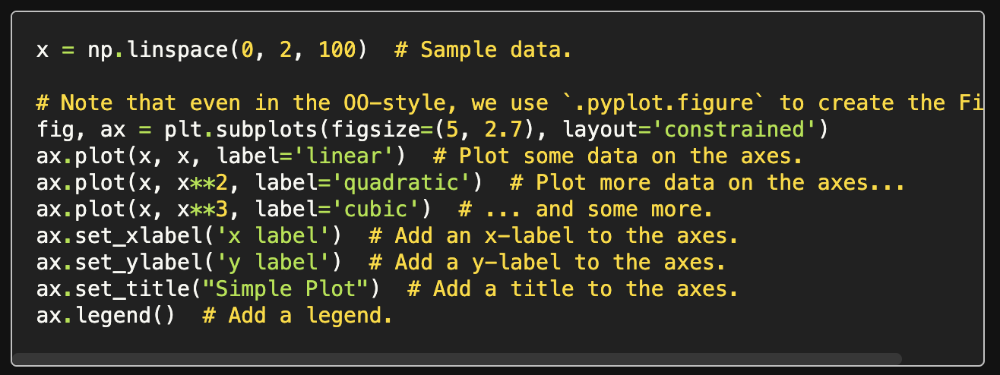 x = np.linspace(0, 2, 100)  # Sample data.

# Note that even in the OO-style, we use `.pyplot.figure` to create the Fi
fig, ax = plt.subplots(figsize=(5, 2.7), layout='constrained')
ax.plot(x, x, label='linear')  # Plot some data on the axes.
ax.plot(x, x**2, label='quadratic')  # Plot more data on the axes...
ax.plot(x, x**3, label='cubic')  # ... and some more.
ax.set_xlabel('x label')  # Add an x-label to the axes.
ax.set_ylabel('y label')  # Add a y-label to the axes.
ax.set_title("Simple Plot")  # Add a title to the axes.
ax.legend()  # Add a legend.